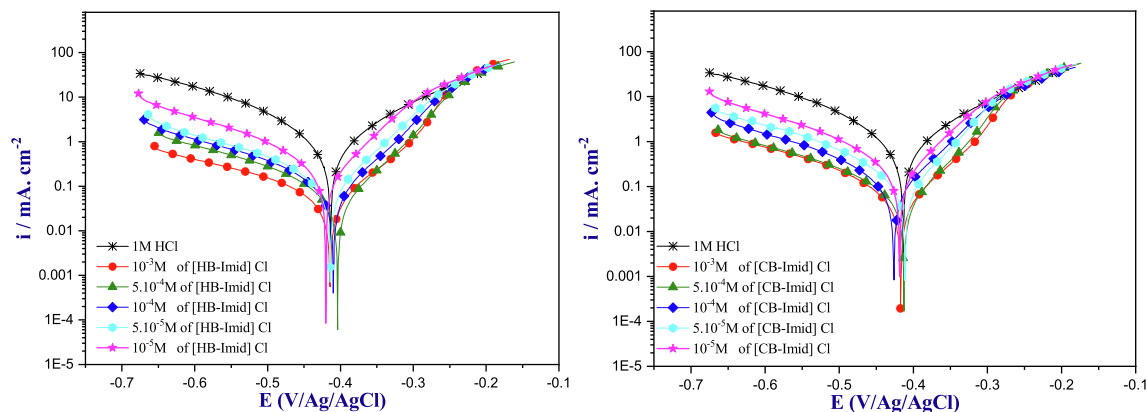 100
10
1
0.1
0.01
0.001
1E-4
1E-5
i / mA. cm⁻²
1M HCl
10⁻³M of [HB-Imid] Cl
5.10⁻⁴M of [HB-Imid] Cl
10⁻⁴M of [HB-Imid] Cl
5.10⁻⁵M of [HB-Imid] Cl
10⁻⁵M of [HB-Imid] Cl
-0.7 -0.6 -0.5 -0.4 -0.3 -0.2 -0.1
E (V/Ag/AgCl)
100
10
1
0.1
0.01
0.001
1E-4
1E-5
i / mA. cm⁻²
1M HCl
10⁻³M of [CB-Imid] Cl
5.10⁻⁴M of [CB-Imid] Cl
10⁻⁴M of [CB-Imid] Cl
5.10⁻⁵M of [CB-Imid] Cl
10⁻⁵M of [CB-Imid] Cl
-0.7 -0.6 -0.5 -0.4 -0.3 -0.2 -0.1
E (V/Ag/AgCl)